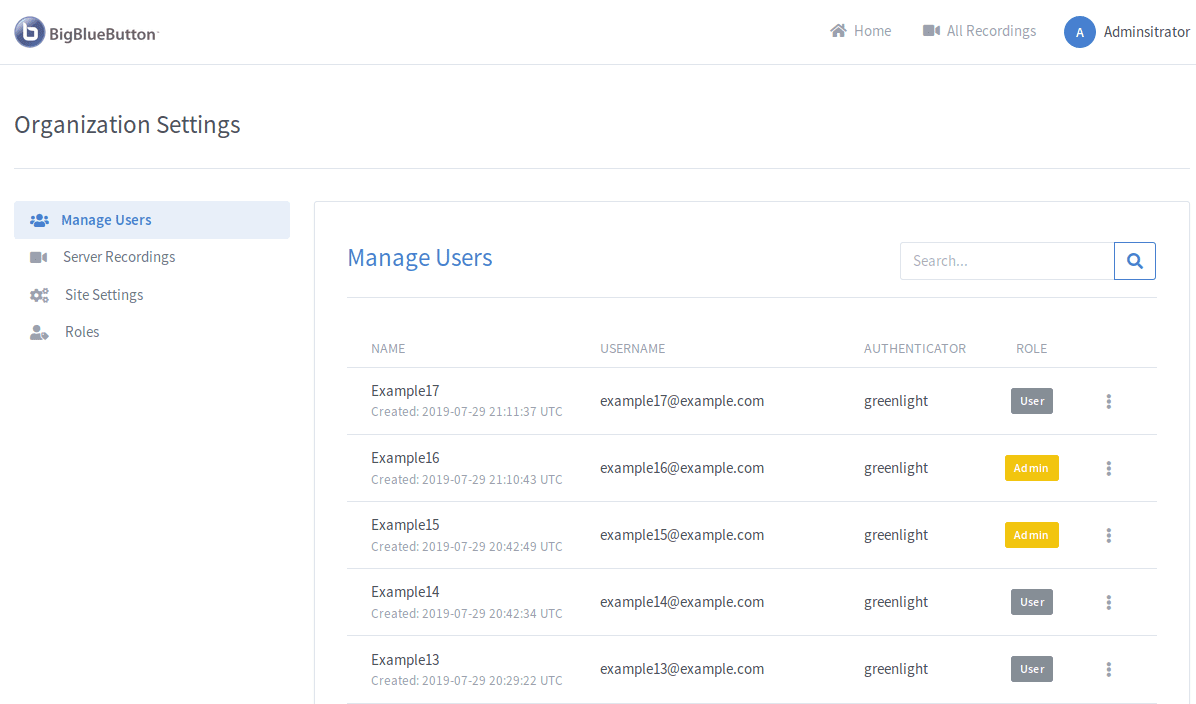 BigBlueButton
Home
All Recordings
A
Adminsitrator
Organization Settings
Manage Users
Server Recordings
Site Settings
Roles
Manage Users
Search...
NAME USERNAME AUTHENTICATOR ROLE
Example17
Created: 2019-07-29 21:11:37 UTC
example17@example.com greenlight User
Example16
Created: 2019-07-29 21:10:43 UTC
example16@example.com greenlight Admin
Example15
Created: 2019-07-29 20:42:49 UTC
example15@example.com greenlight Admin
Example14
Created: 2019-07-29 20:42:34 UTC
example14@example.com greenlight User
Example13
Created: 2019-07-29 20:29:22 UTC
example13@example.com greenlight User